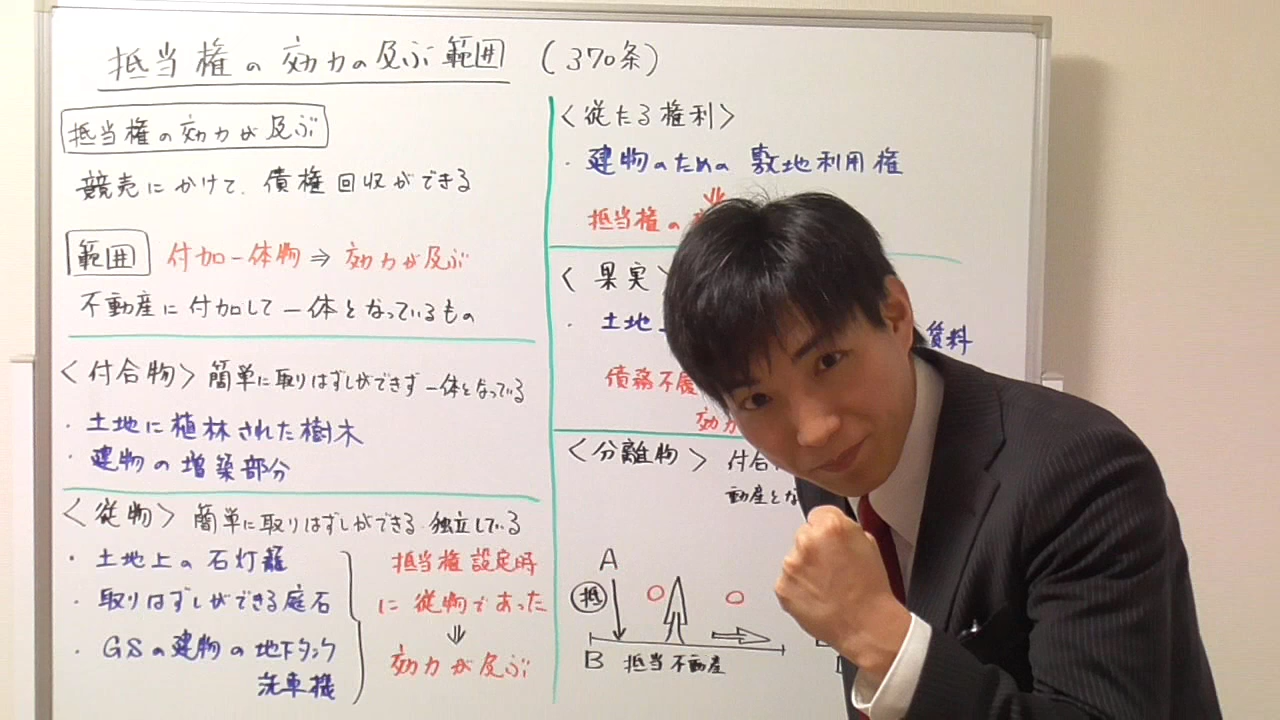 抵当権の効力の及ぶ範囲 (370条)
抵当権の効力が及ぶ
競売にかけて、債権回収ができる
範囲 付加一体物⇒効力が及ぶ
不動産に付加して一体となっているもの
<付合物> 簡単に取りはずしができず一体となっている
・土地に植林された樹木
・建物の増築部分
<従物> 簡単に取りはずしができる・独立している
・土地上の石灯籠
・取りはずしができる庭石
・GSの建物の地下タンク
洗車機
抵当権設定時
に従物であった
⇓
効力が及ぶ
<従たる権利>
・建物のための敷地利用権
⇓
抵当権の
<果実>
・土地上
賃料
債務不履
効力
<分離物> 付合
動産とな
A
抵 ○ ○
B 抵当不動産